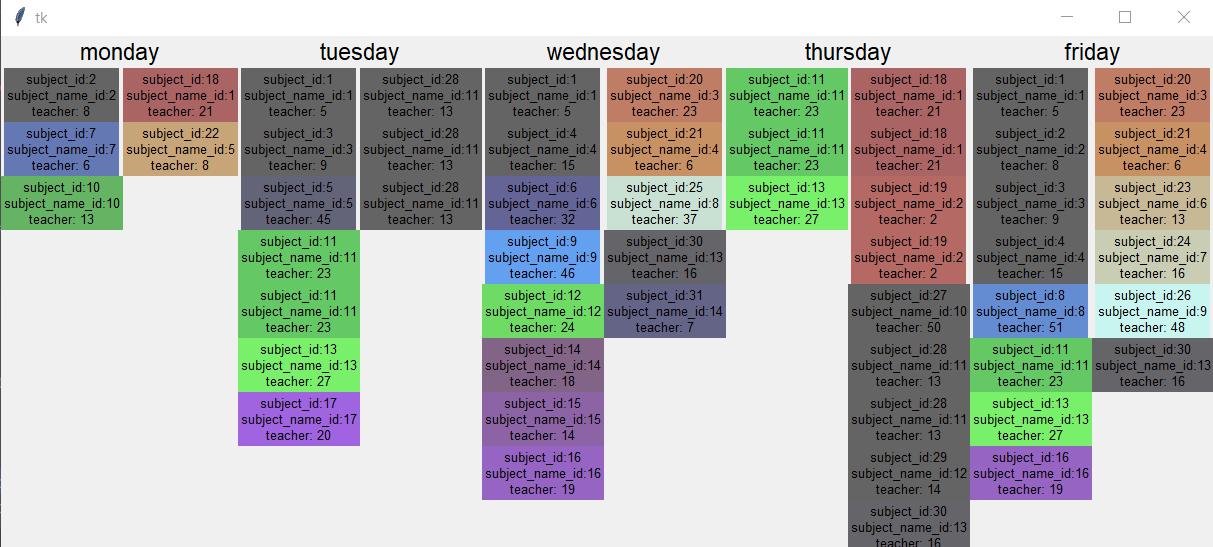 tk
monday
tuesday
wednesday
thursday
friday
subject_id:2
subject_name_id:2
teacher: 8
subject_id:7
subject_name_id:7
teacher: 6
subject_id:10
subject_name_id:10
teacher: 13
subject_id:18
subject_name_id:1
teacher: 21
subject_id:22
subject_name_id:5
teacher: 8
subject_id:1
subject_name_id:1
teacher: 5
subject_id:3
subject_name_id:3
teacher: 9
subject_id:5
subject_name_id:5
teacher: 45
subject_id:11
subject_name_id:11
teacher: 23
subject_id:11
subject_name_id:11
teacher: 23
subject_id:13
subject_name_id:13
teacher: 27
subject_id:17
subject_name_id:17
teacher: 20
subject_id:28
subject_name_id:11
teacher: 13
subject_id:28
subject_name_id:11
teacher: 13
subject_id:28
subject_name_id:11
teacher: 13
subject_id:1
subject_name_id:1
teacher: 5
subject_id:4
subject_name_id:4
teacher: 15
subject_id:6
subject_name_id:6
teacher: 32
subject_id:9
subject_name_id:9
teacher: 46
subject_id:12
subject_name_id:12
teacher: 24
subject_id:14
subject_name_id:14
teacher: 18
subject_id:15
subject_name_id:15
teacher: 14
subject_id:16
subject_name_id:16
teacher: 19
subject_id:20
subject_name_id:3
teacher: 23
subject_id:21
subject_name_id:4
teacher: 6
subject_id:25
subject_name_id:8
teacher: 37
subject_id:30
subject_name_id:13
teacher: 16
subject_id:31
subject_name_id:14
teacher: 7
subject_id:11
subject_name_id:11
teacher: 23
subject_id:11
subject_name_id:11
teacher: 23
subject_id:13
subject_name_id:13
teacher: 27
subject_id:18
subject_name_id:1
teacher: 21
subject_id:18
subject_name_id:1
teacher: 21
subject_id:19
subject_name_id:2
teacher: 2
subject_id:19
subject_name_id:2
teacher: 2
subject_id:27
subject_name_id:10
teacher: 50
subject_id:28
subject_name_id:11
teacher: 13
subject_id:28
subject_name_id:11
teacher: 13
subject_id:29
subject_name_id:12
teacher: 14
subject_id:30
subject_name_id:13
teacher: 16
subject_id:1
subject_name_id:1
teacher: 5
subject_id:2
subject_name_id:2
teacher: 8
subject_id:3
subject_name_id:3
teacher: 9
subject_id:4
subject_name_id:4
teacher: 15
subject_id:8
subject_name_id:8
teacher: 51
subject_id:11
subject_name_id:11
teacher: 23
subject_id:13
subject_name_id:13
teacher: 27
subject_id:16
subject_name_id:16
teacher: 19
subject_id:20
subject_name_id:3
teacher: 23
subject_id:21
subject_name_id:4
teacher: 6
subject_id:23
subject_name_id:6
teacher: 13
subject_id:24
subject_name_id:7
teacher: 16
subject_id:26
subject_name_id:9
teacher: 48
subject_id:30
subject_name_id:13
teacher: 16